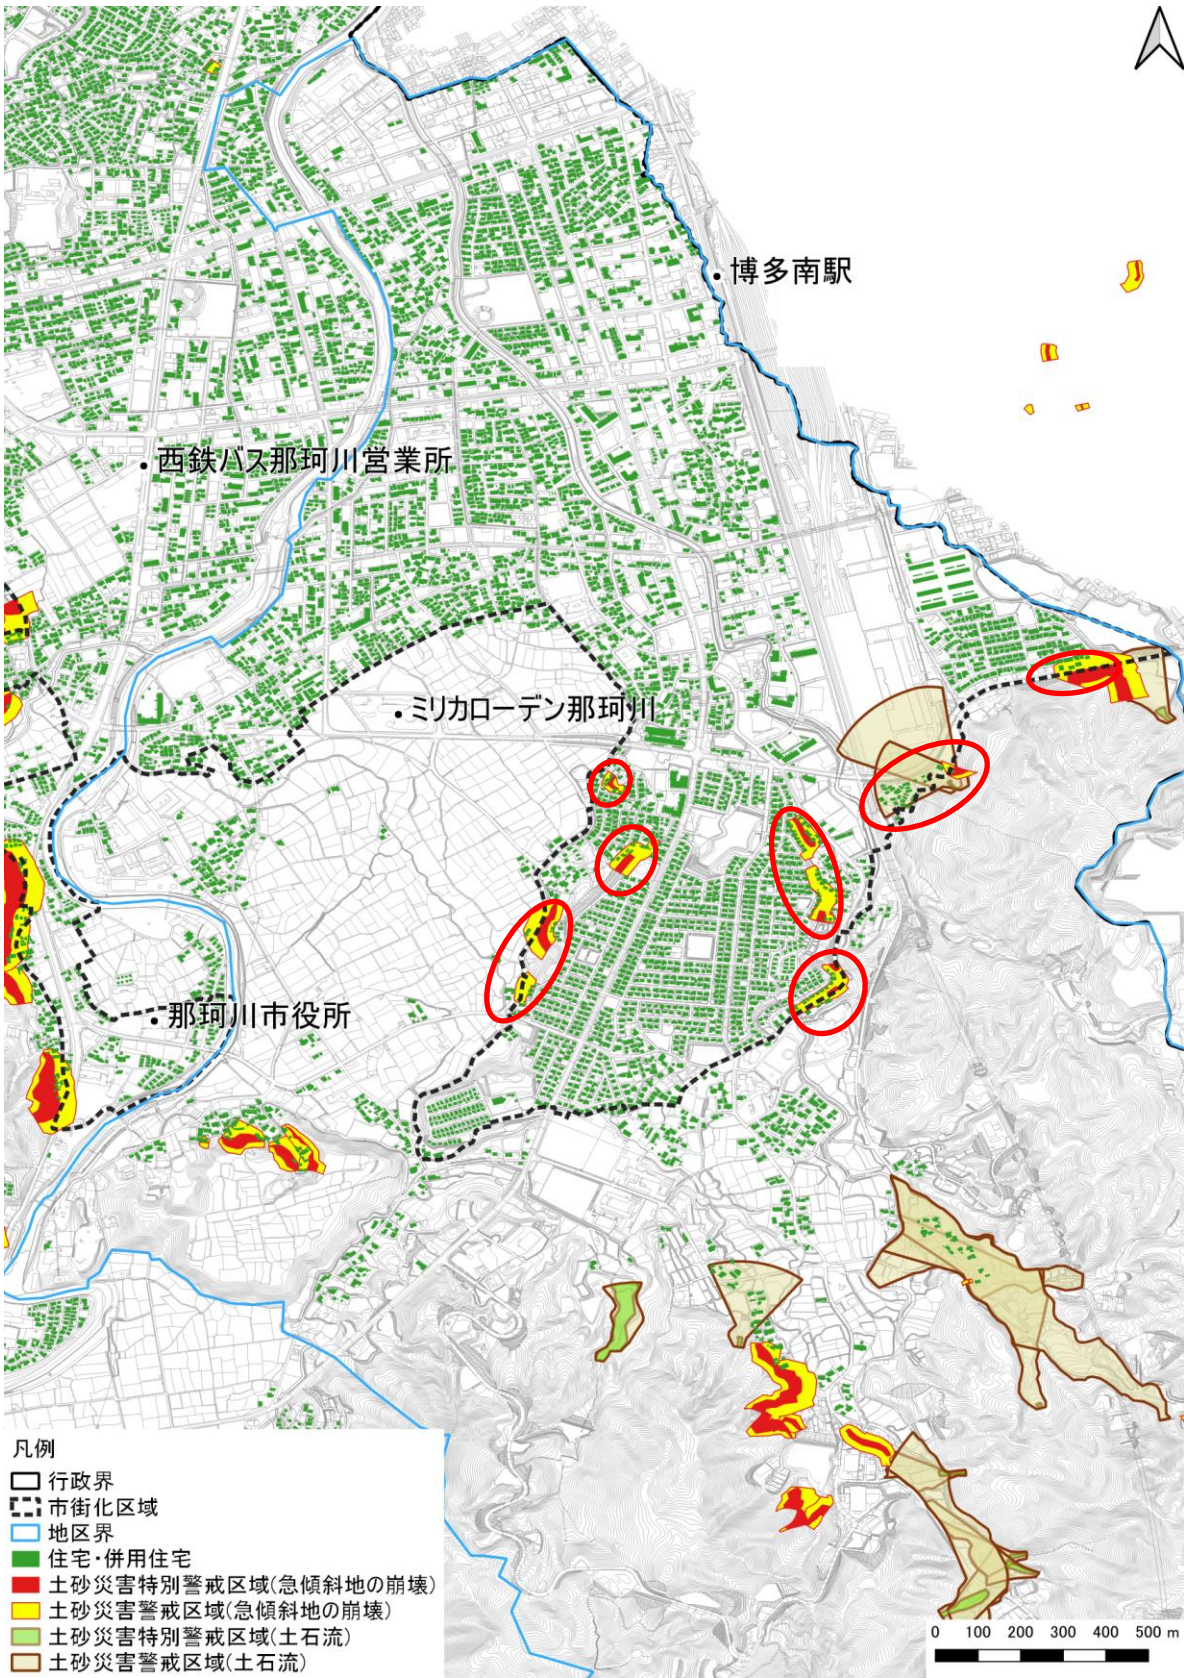 博多南駅
西鉄バス那珂川営業所
ミリカローデン那珂川
那珂川市役所
凡例
行政界
市街化区域
地区界
住宅・併用住宅
土砂災害特別警戒区域(急傾斜地の崩壊)
土砂災害警戒区域(急傾斜地の崩壊)
土砂災害特別警戒区域(土石流)
土砂災害警戒区域(土石流)
0 100 200 300 400 500 m